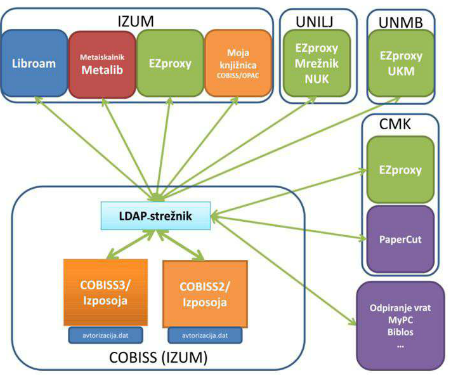 IZUM
UNILJ
UNMB
Libroam
Metaiskalnik
Metalib
EZproxy
Moja
knjižnica
COBISS/OPAC
EZproxy
Mrežnik
NUK
EZproxy
UKM
CMK
EZproxy
PaperCut
LDAP-strežnik
COBISS3/
Izposoja
COBISS2/
Izposoja
avtorizacija.dat
avtorizacija.dat
COBISS (IZUM)
Odpiranje vrat
MyPC
Biblos
...